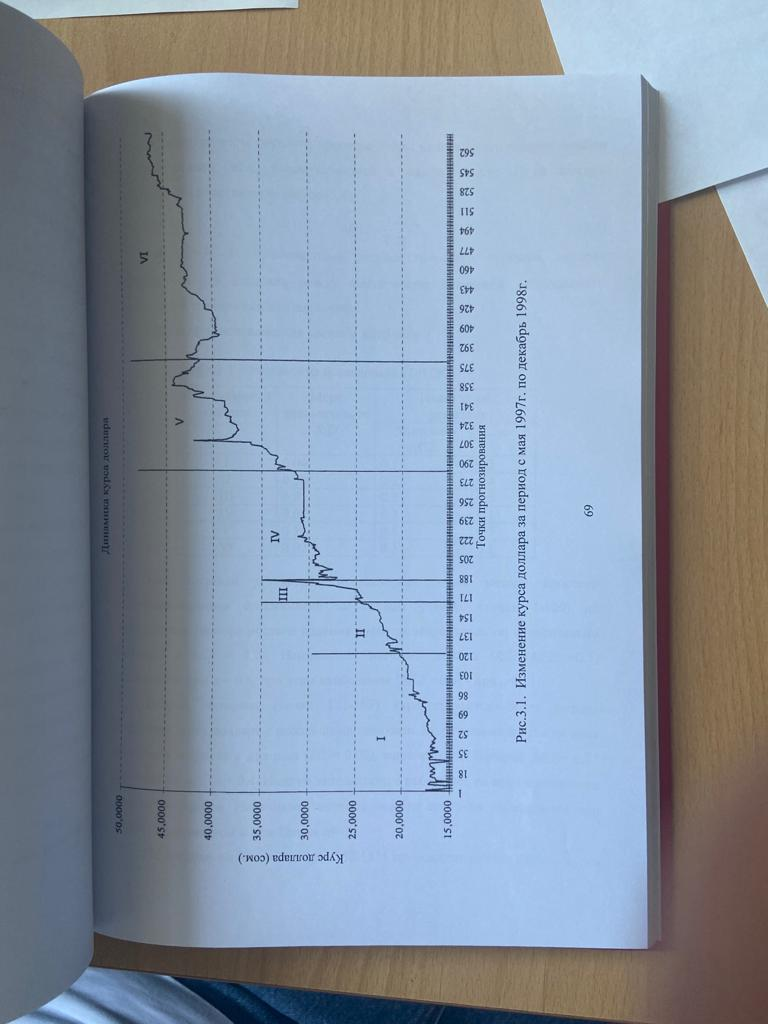 Динамика курса доллара
50,0000
45,0000
40,0000
35,0000
30,0000
25,0000
20,0000
15,0000
Курс доллара (сом.)
I
II
III
IV
V
VI
1 18 35 52 69 86 103 120 137 154 171 188 205 222 239 256 273 290 307 324 341 358 375 392 409 426 443 460 477 494 511 528 545 562
Точки прогнозирования
Рис.3.1. Изменение курса доллара за период с мая 1997г. по декабрь 1998г.
69